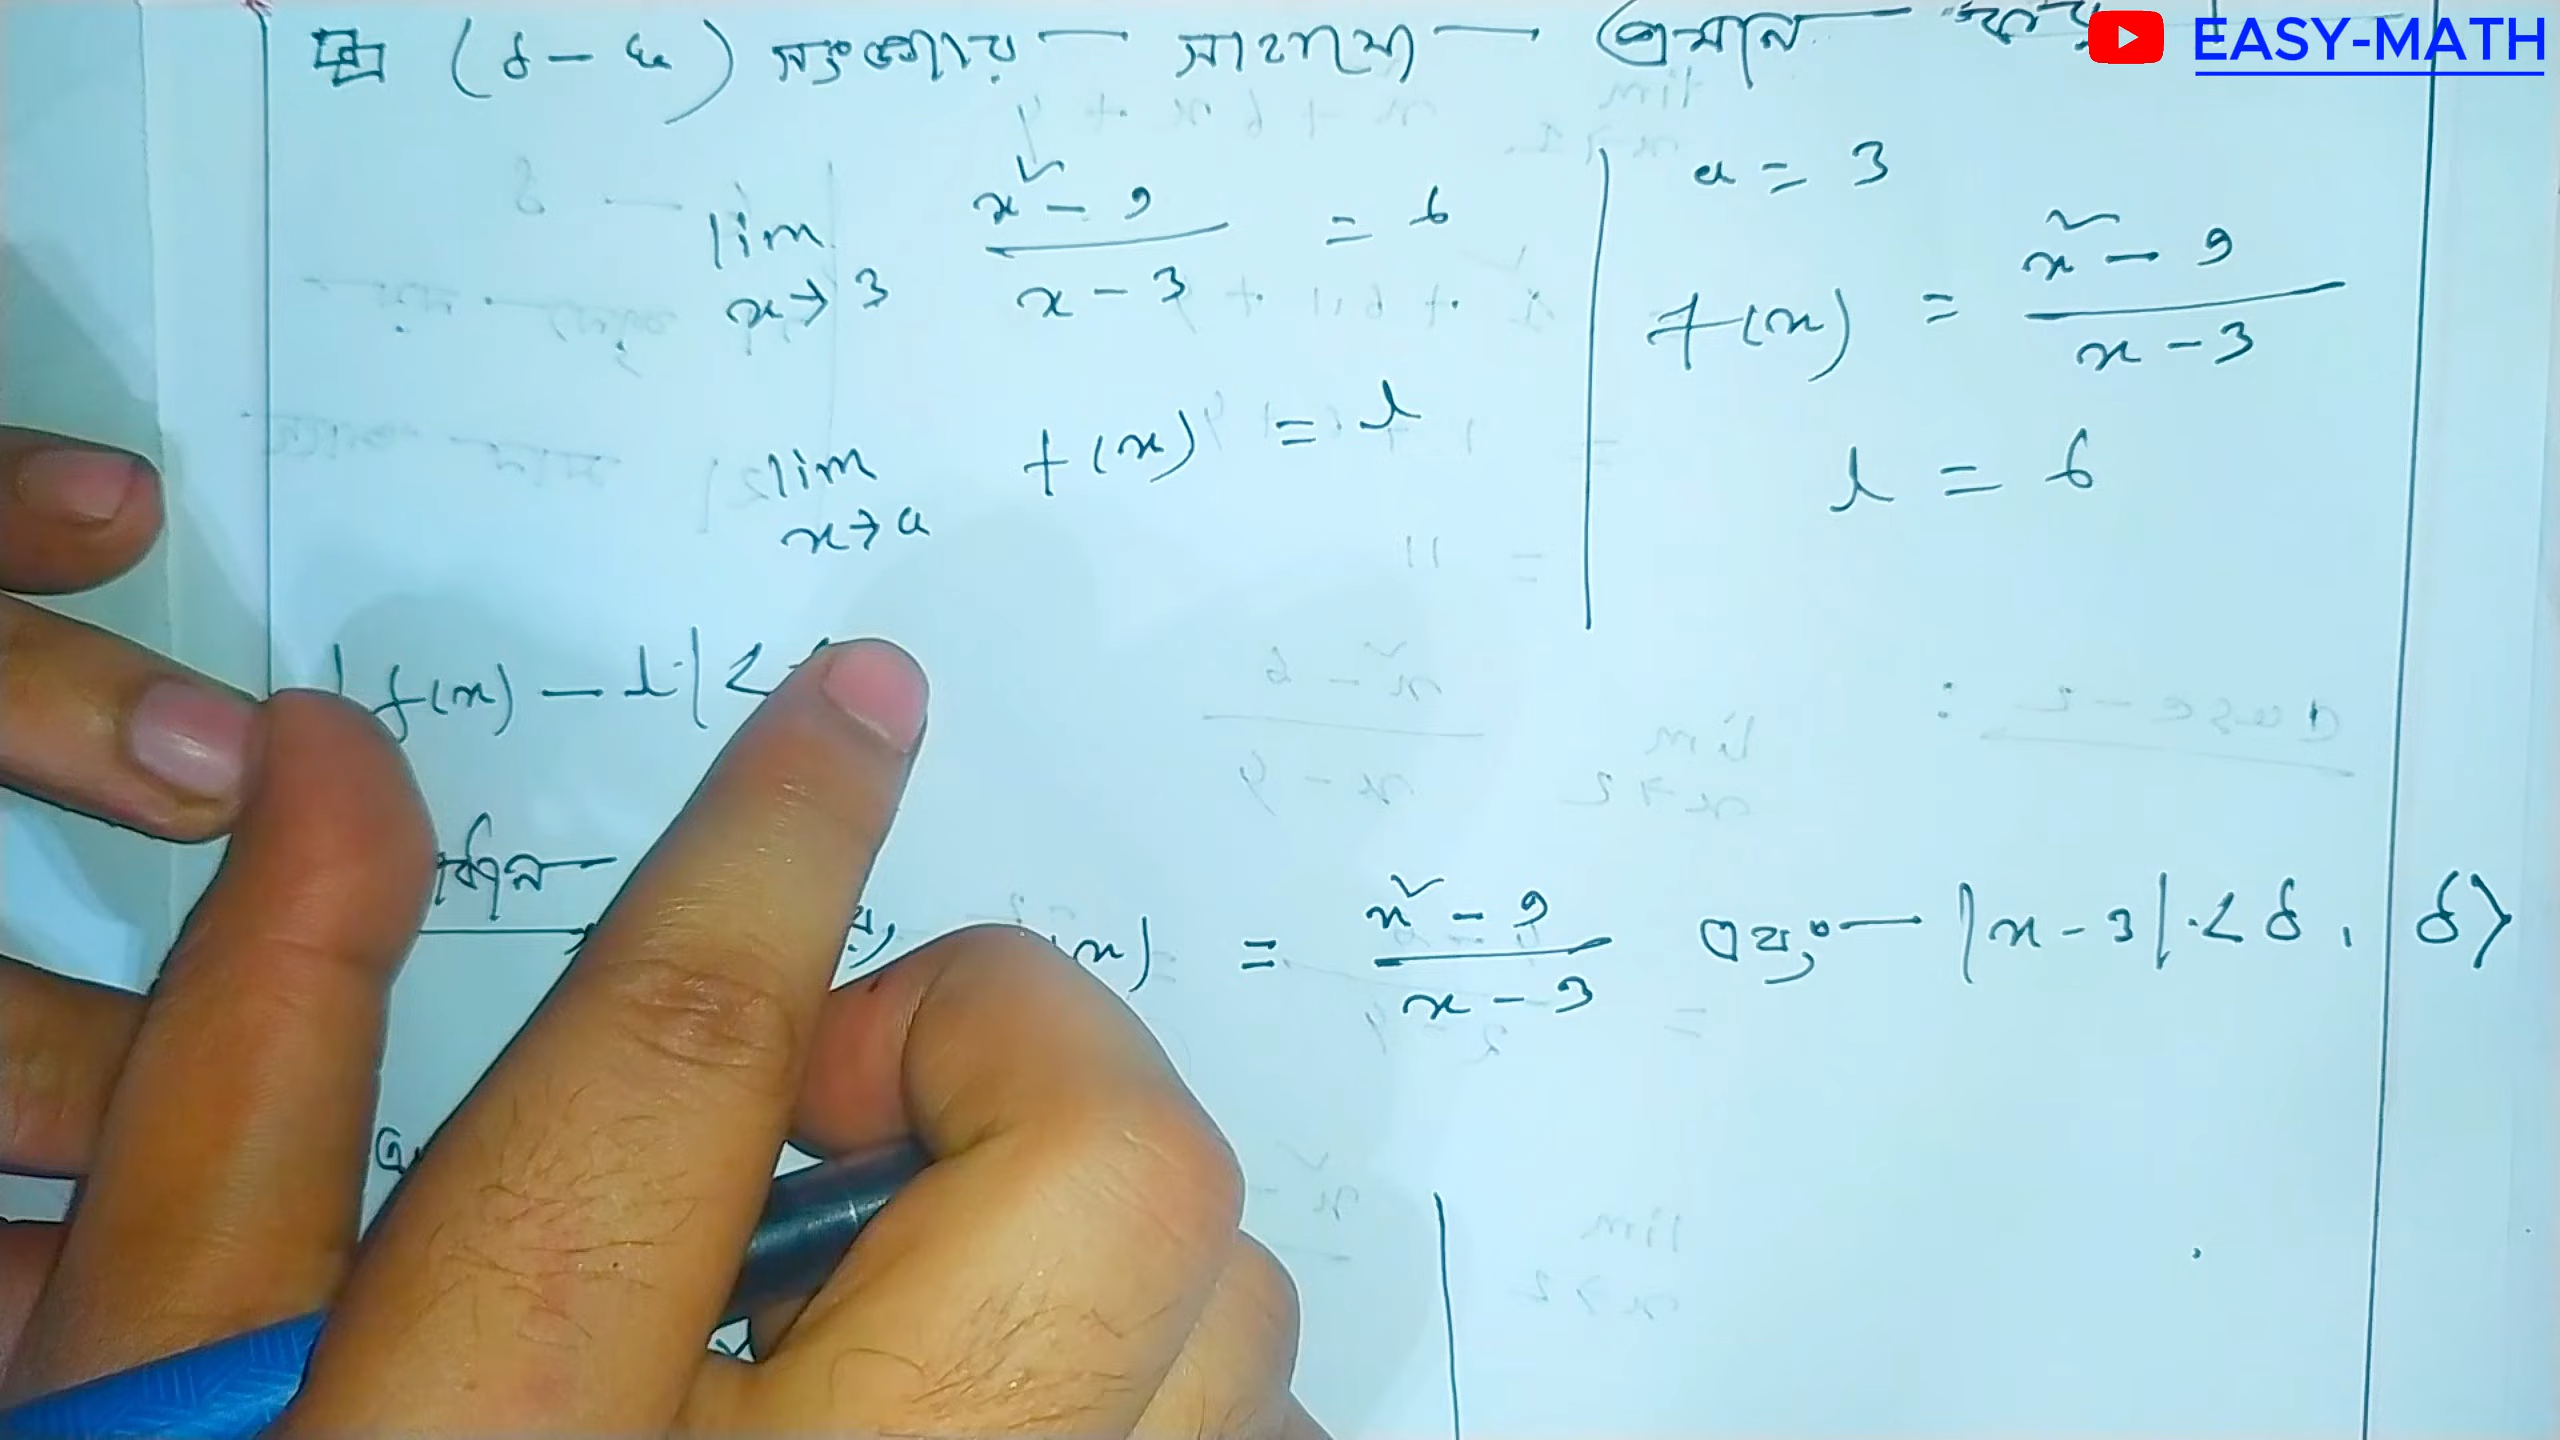 (δ - ε) সংজ্ঞার সাহায্যে প্রমাণ কর
EASY-MATH
lim x→3 x² - 9 / x - 3 = 6
lim x→a f(x) = l
a = 3
f(x) = x² - 9 / x - 3
l = 6
|f(x) - l| <
x) = x² - 9 / x - 3 এবং |x - 3| < δ, δ>